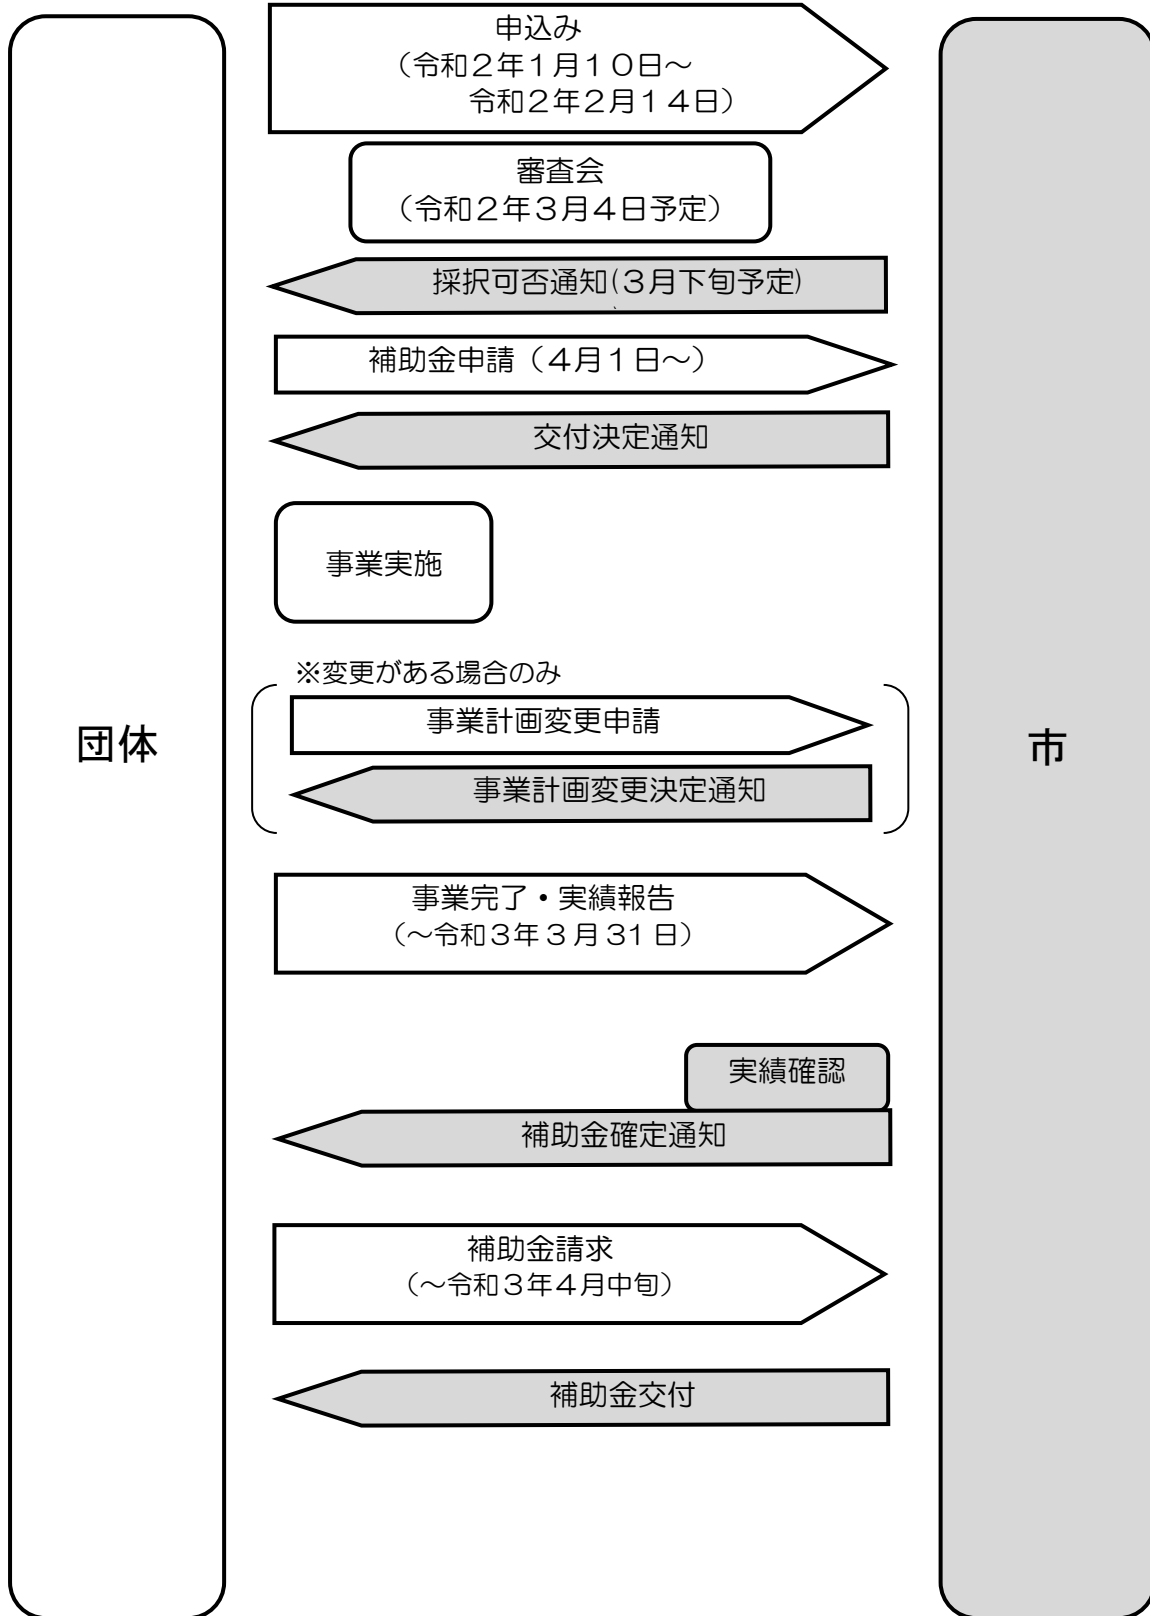 申込み
（令和２年１月１０日～
令和２年２月１４日）
審査会
（令和２年３月４日予定）
採択可否通知(３月下旬予定)
補助金申請（４月１日～）
交付決定通知
事業実施
※変更がある場合のみ
事業計画変更申請
事業計画変更決定通知
団体
市
事業完了・実績報告
（～令和３年３月31日）
実績確認
補助金確定通知
補助金請求
（～令和３年４月中旬）
補助金交付